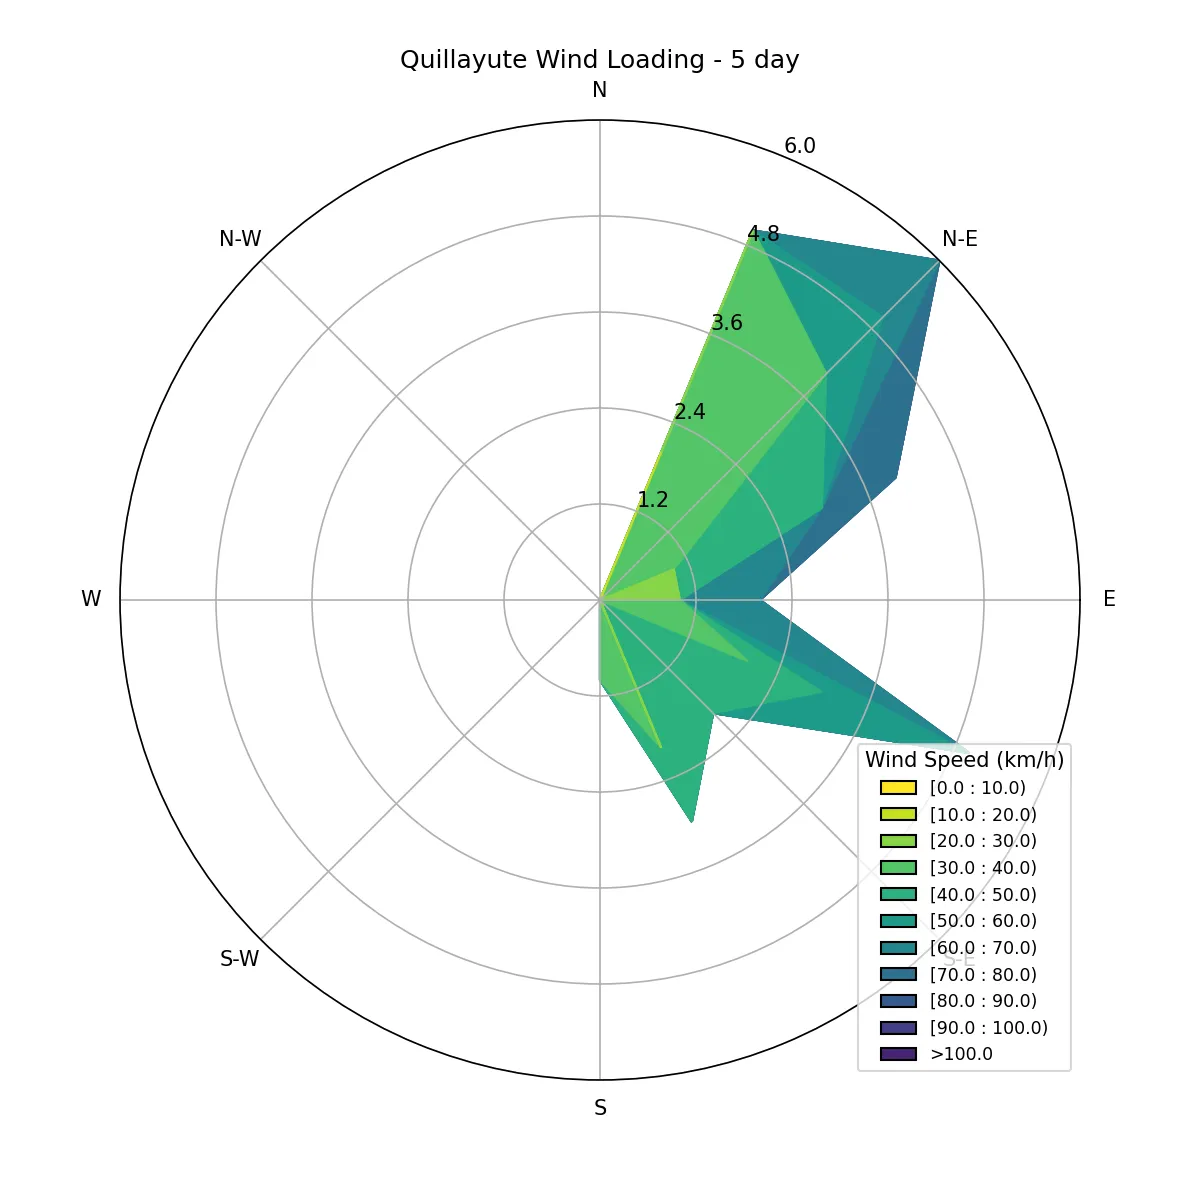 Quillayute Wind Loading - 5 day
N
6.0
N-W
4.8
N-E
3.6
2.4
1.2
W
E
Wind Speed (km/h)
[0.0 : 10.0)
[10.0 : 20.0)
[20.0 : 30.0)
[30.0 : 40.0)
[40.0 : 50.0)
[50.0 : 60.0)
[60.0 : 70.0)
[70.0 : 80.0)
[80.0 : 90.0)
[90.0 : 100.0)
>100.0
S-W
S-E
S